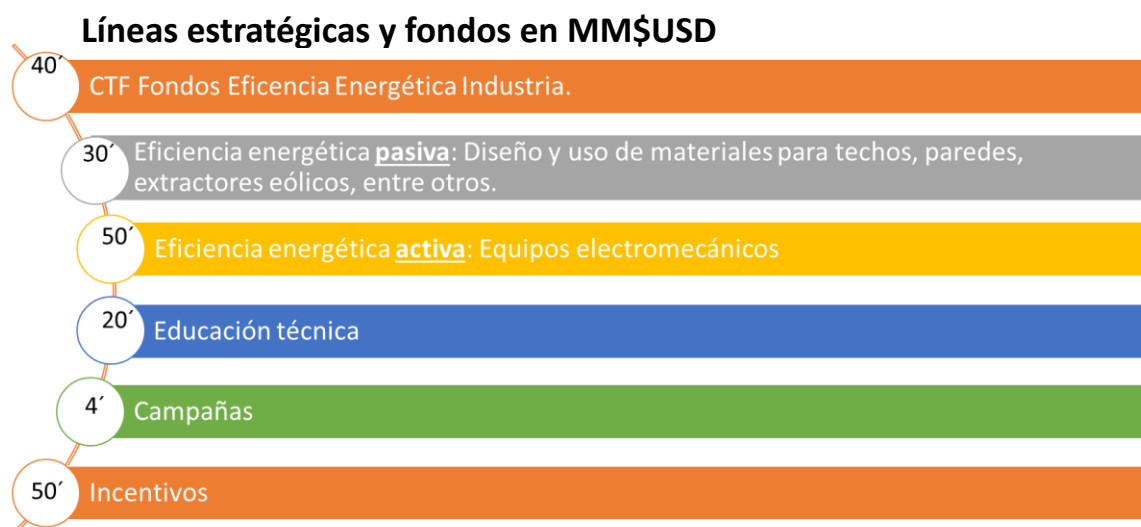 Líneas estratégicas y fondos en MM$USD
40´
CTF Fondos Eficencia Energética Industria.
30´
Eficiencia energética pasiva: Diseño y uso de materiales para techos, paredes,
extractores eólicos, entre otros.
50´
Eficiencia energética activa: Equipos electromecánicos
20´
Educación técnica
4´
Campañas
50´
Incentivos